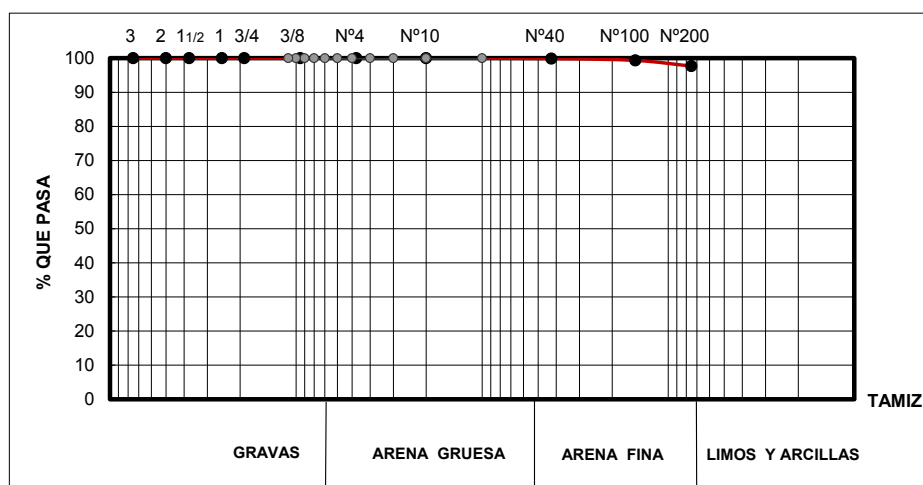 3 2 1 1/2 1 3/4 3/8 Nº4 Nº10 Nº40 Nº100 Nº200
100
90
80
70
60
50
40
30
20
10
0
% QUE PASA
TAMIZ
GRAVAS ARENA GRUESA ARENA FINA LIMOS Y ARCILLAS